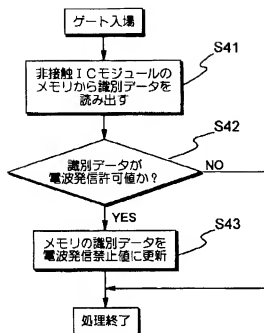 ゲート入場
S41
非接触ICモジュールの
メモリから識別データを
読み出す
S42
識別データが
電波発信許可値か?
NO
YES
S43
メモリの識別データを
電波発信禁止値に更新
処理終了